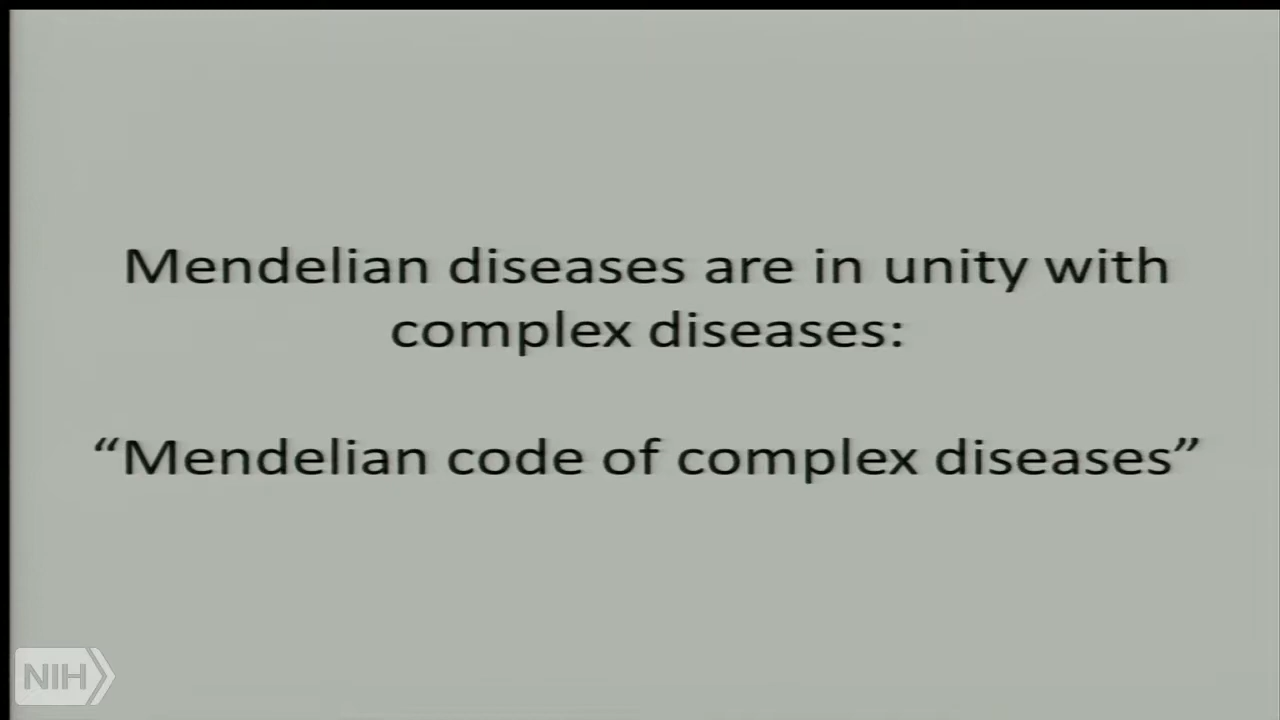 Mendelian diseases are in unity with
complex diseases:
“Mendelian code of complex diseases”
NIH